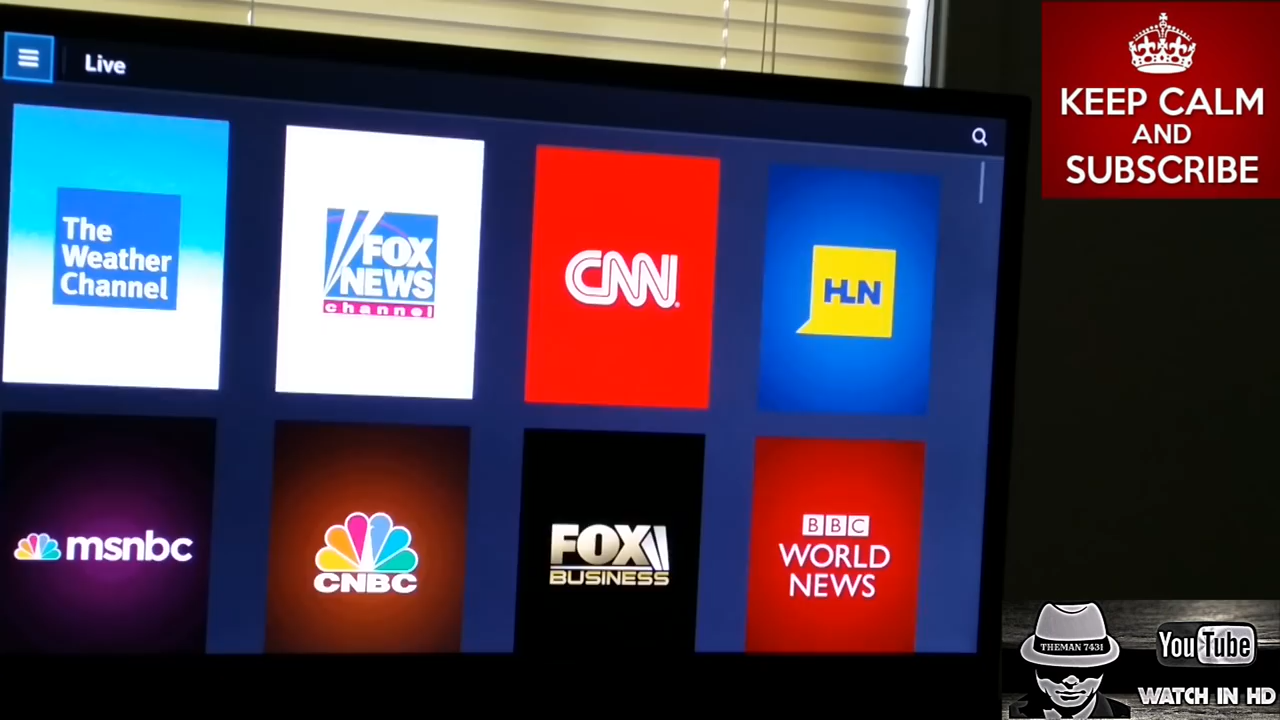 Live
The
Weather
Channel
FOX
NEWS
channel
CNN
HLN
msnbc
CNBC
FOX
BUSINESS
BBC
WORLD
NEWS
KEEP CALM
AND
SUBSCRIBE
THEMAN 7431
YouTube
WATCH IN HD